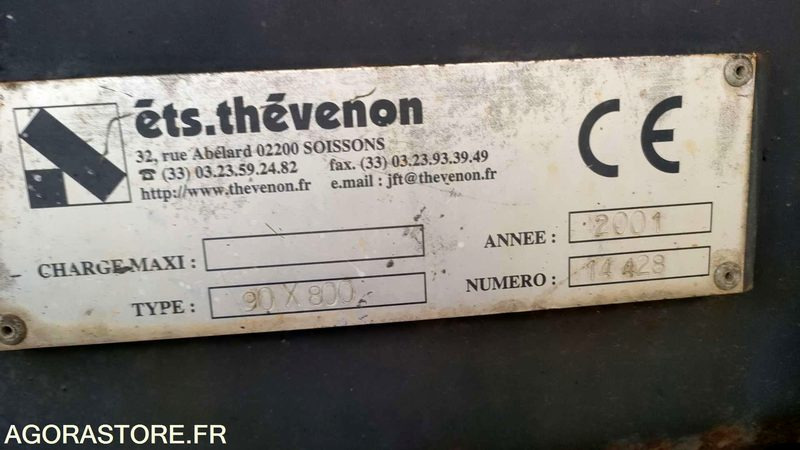 éts.thévenon
32, rue Abélard 02200 SOISSONS
☎ (33) 03.23.59.24.82 fax. (33) 03.23.93.39.49
http://www.thevenon.fr e.mail : jft@thevenon.fr
CE
CHARGE MAXI :
TYPE : 90 X 800
ANNEE : 2001
NUMERO : 14 428
AGORASTORE.FR